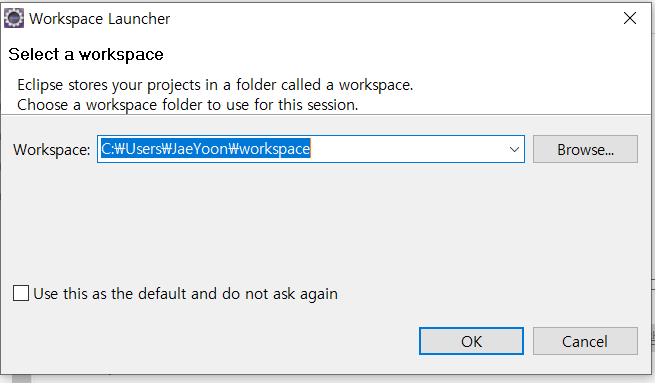 Workspace Launcher
Select a workspace
Eclipse stores your projects in a folder called a workspace.
Choose a workspace folder to use for this session.
Workspace: C:₩Users₩JaeYoon₩workspace Browse...
Use this as the default and do not ask again
OK Cancel